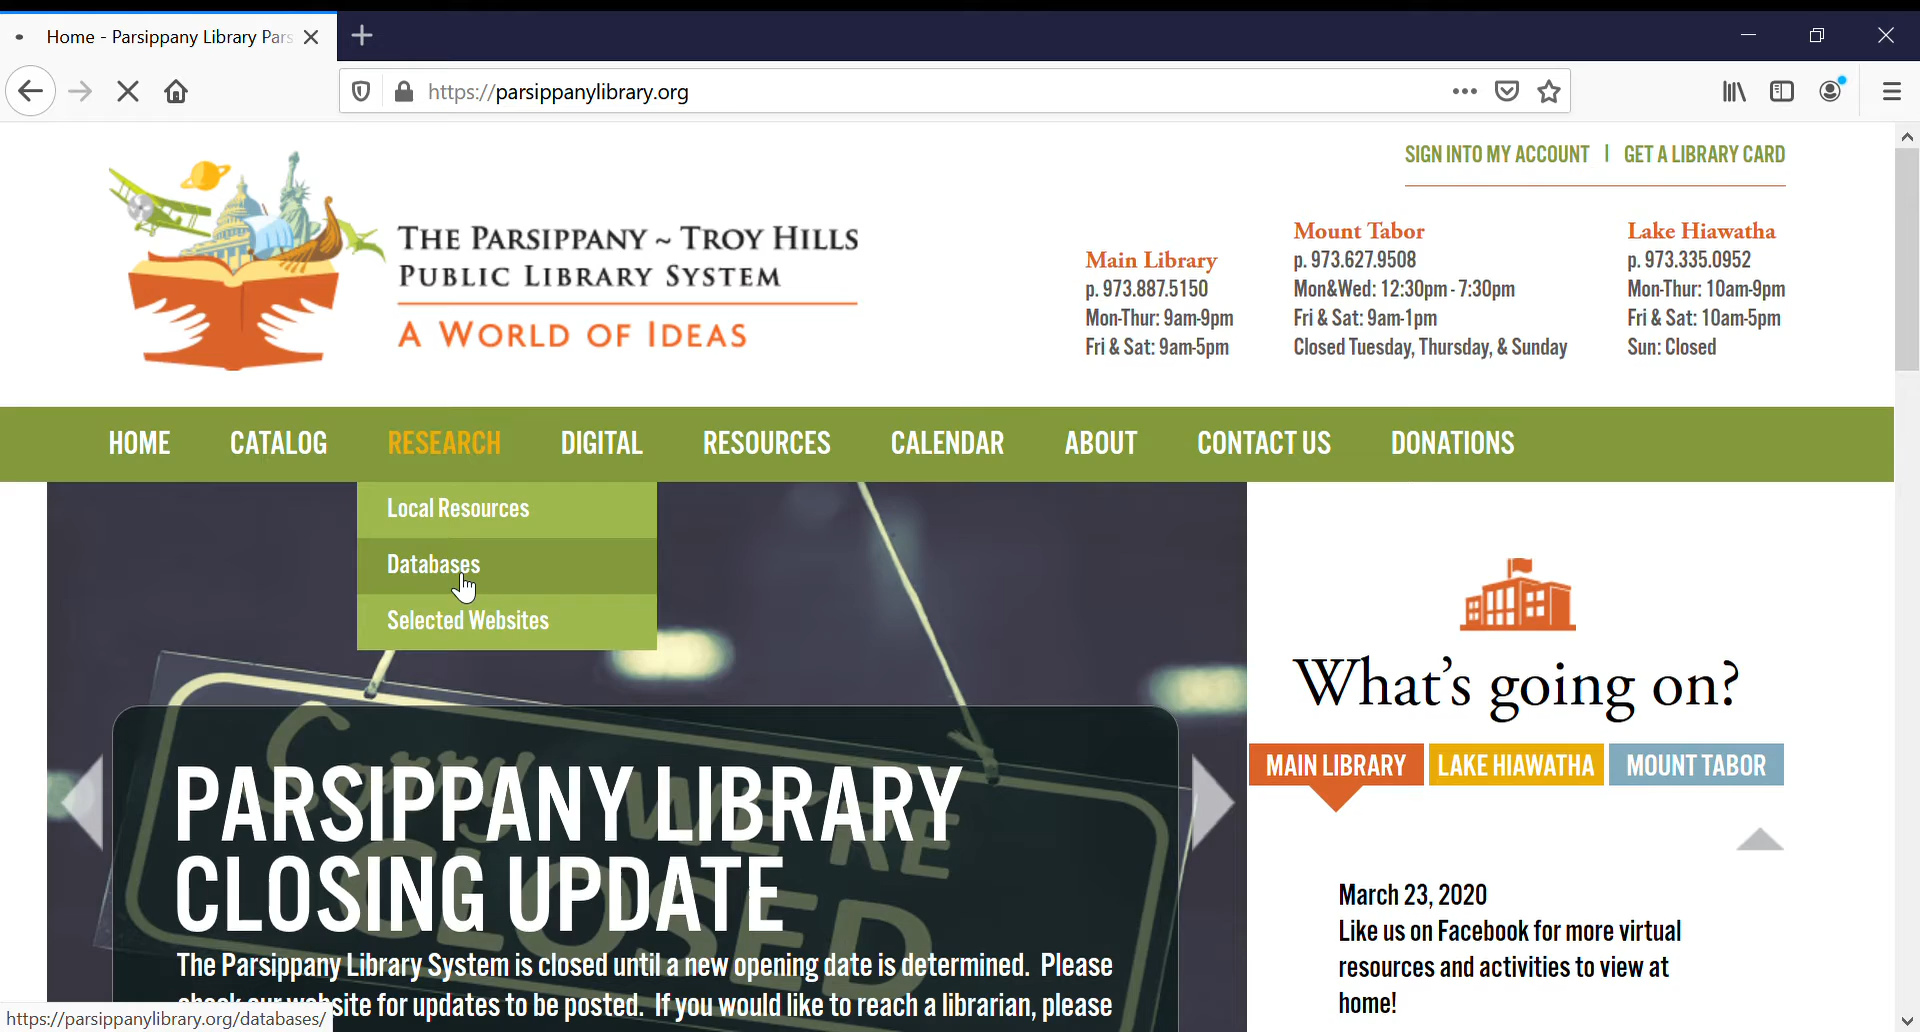 Home - Parsippany Library Pars
https://parsippanylibrary.org
SIGN INTO MY ACCOUNT | GET A LIBRARY CARD
THE PARSIPPANY ~ TROY HILLS
PUBLIC LIBRARY SYSTEM
A WORLD OF IDEAS
Main Library
p. 973.887.5150
Mon-Thur: 9am-9pm
Fri & Sat: 9am-5pm
Mount Tabor
p. 973.627.9508
Mon&Wed: 12:30pm - 7:30pm
Fri & Sat: 9am-1pm
Closed Tuesday, Thursday, & Sunday
Lake Hiawatha
p. 973.335.0952
Mon-Thur: 10am-9pm
Fri & Sat: 10am-5pm
Sun: Closed
HOME CATALOG RESEARCH DIGITAL RESOURCES CALENDAR ABOUT CONTACT US DONATIONS
Local Resources
Databases
Selected Websites
WE'RE
CLOSED
PARSIPPANY LIBRARY
CLOSING UPDATE
The Parsippany Library System is closed until a new opening date is determined. Please
check our website for updates to be posted. If you would like to reach a librarian, please
What's going on?
MAIN LIBRARY LAKE HIAWATHA MOUNT TABOR
March 23, 2020
Like us on Facebook for more virtual
resources and activities to view at
home!
https://parsippanylibrary.org/databases/